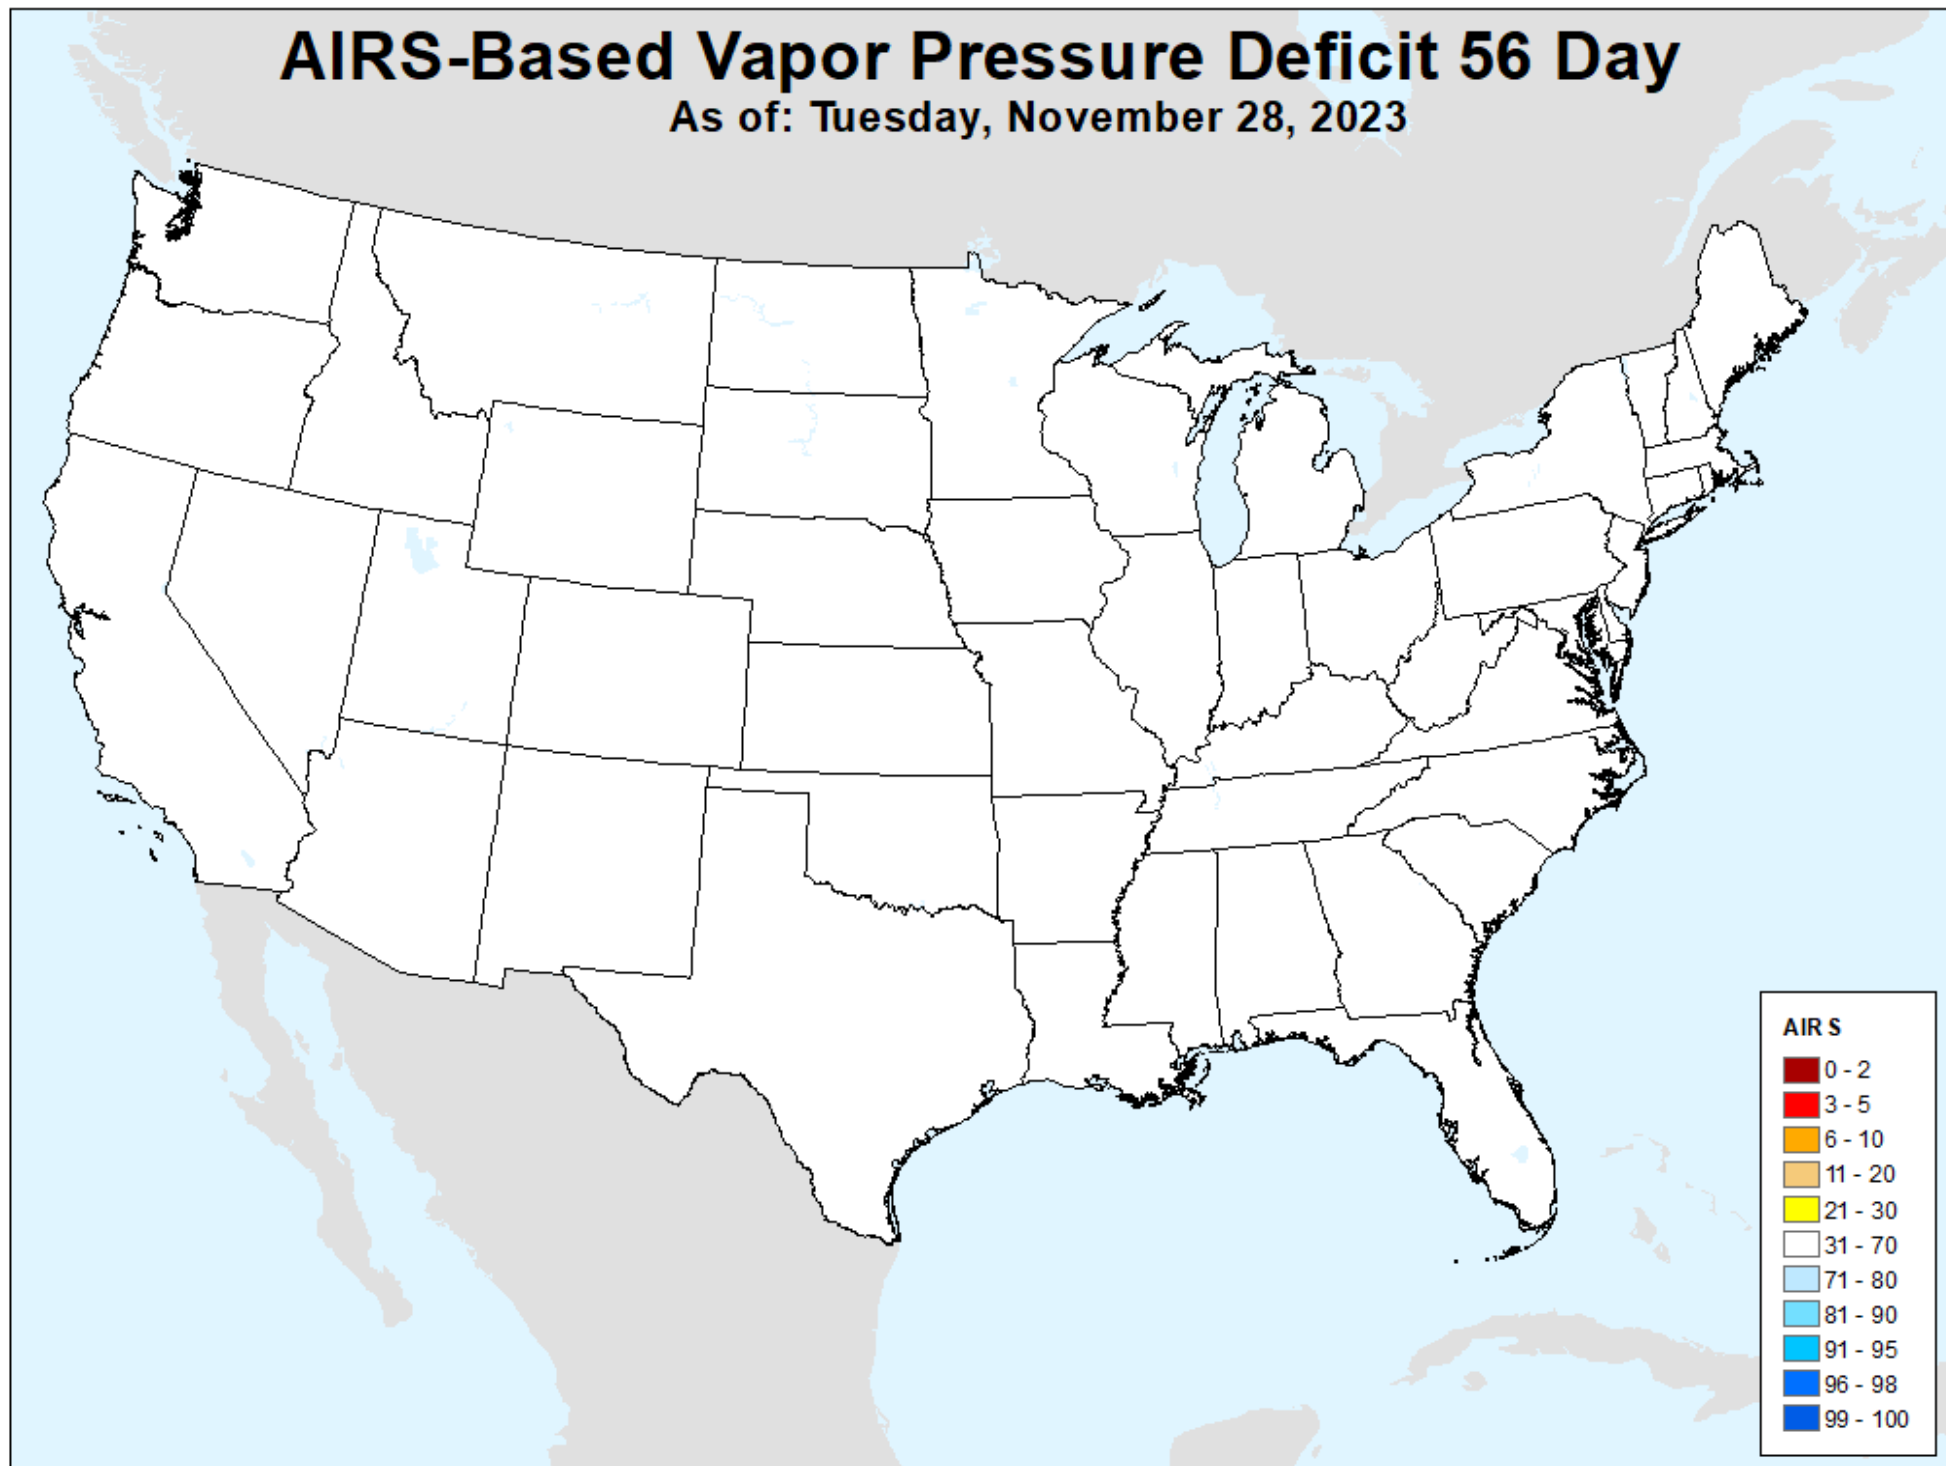 AIRS-Based Vapor Pressure Deficit 56 Day
As of: Tuesday, November 28, 2023
AIRS
0 - 2
3 - 5
6 - 10
11 - 20
21 - 30
31 - 70
71 - 80
81 - 90
91 - 95
96 - 98
99 - 100